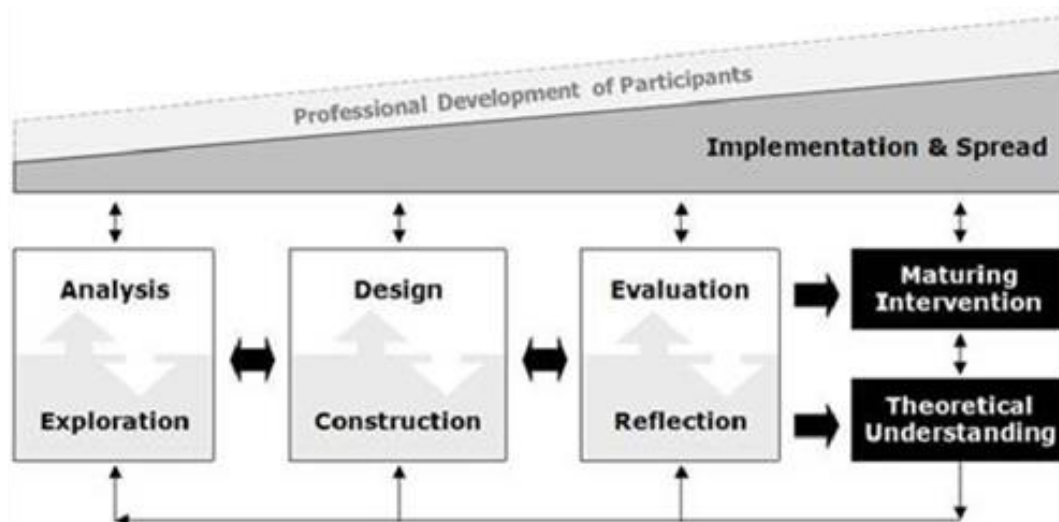 Professional Development of Participants
Implementation & Spread
Analysis
Exploration
Design
Construction
Evaluation
Reflection
Maturing
Intervention
Theoretical
Understanding